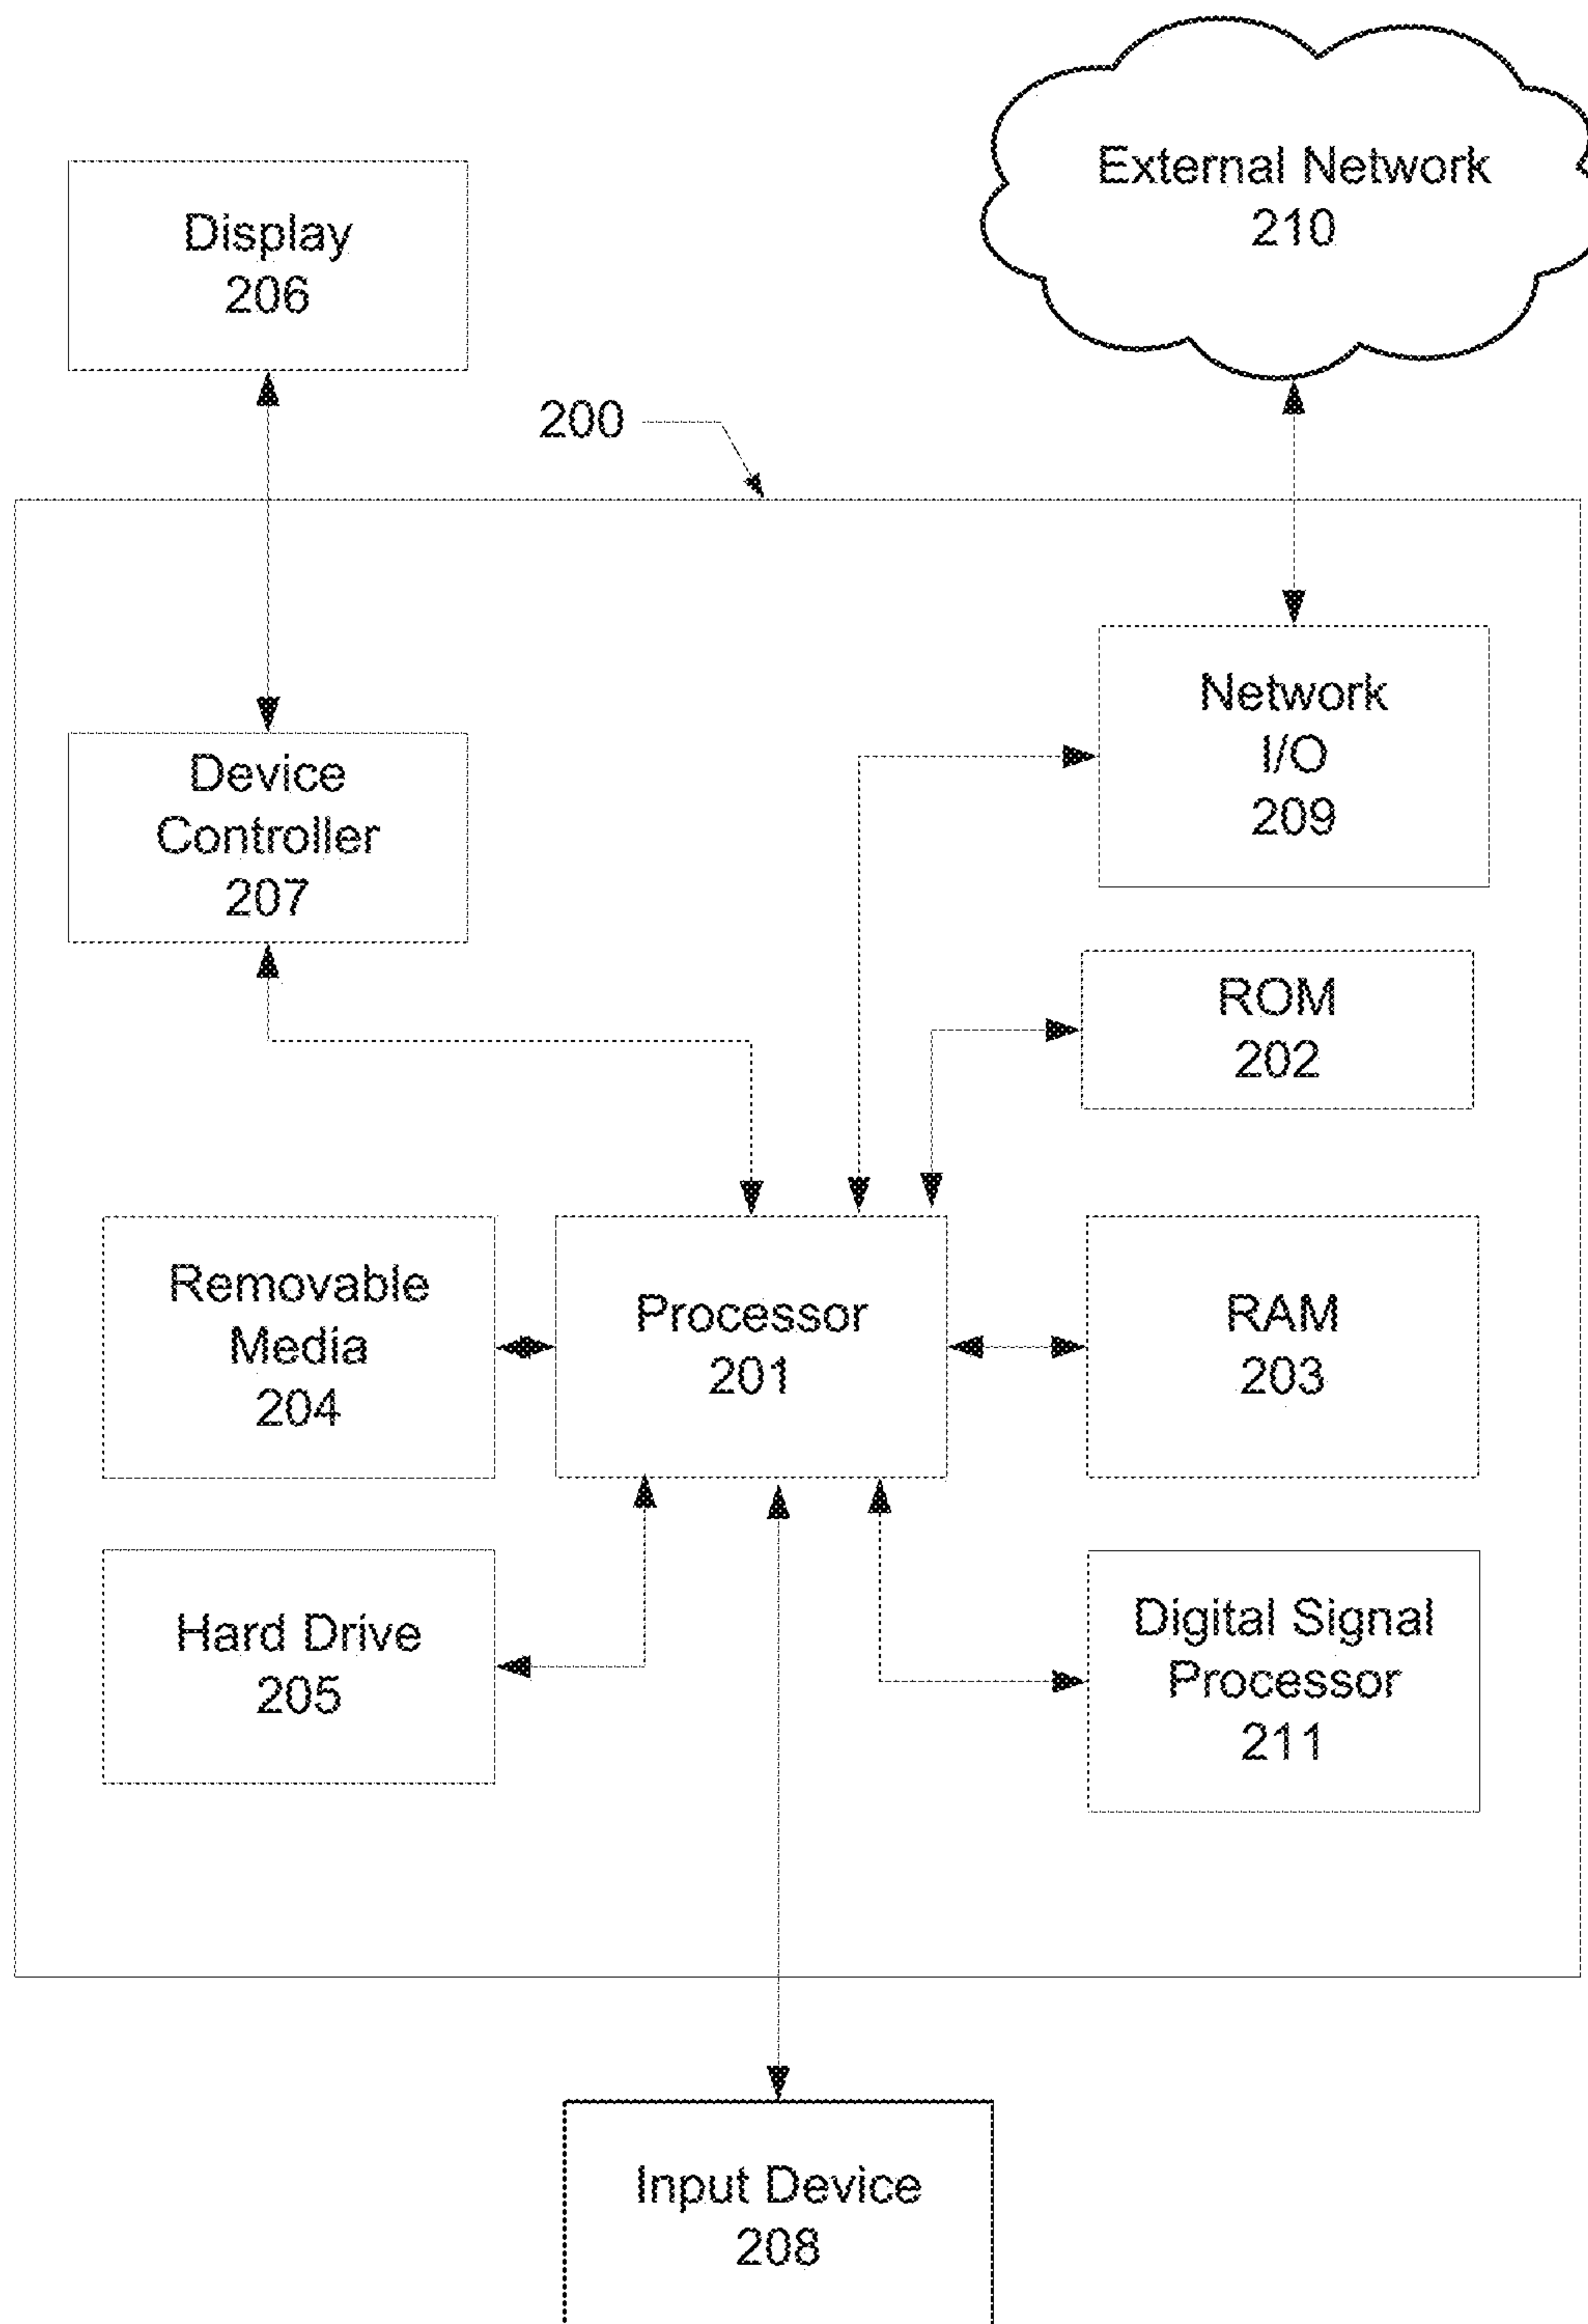 External Network
210
Display
206
200
Network
I/O
209
Device
Controller
207
ROM
202
Removable
Media
204
Processor
201
RAM
203
Hard Drive
205
Digital Signal
Processor
211
Input Device
208